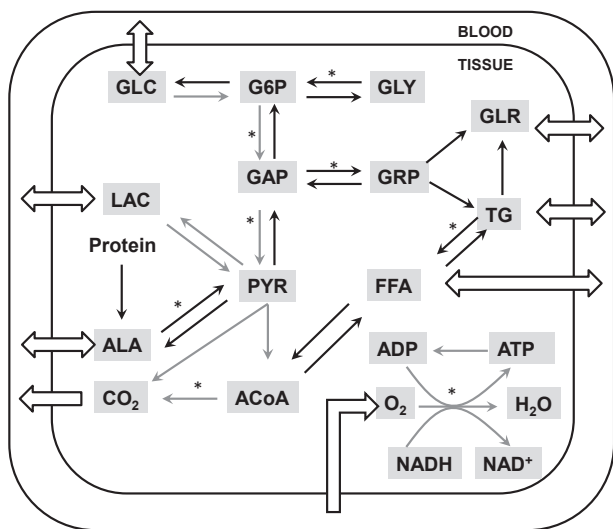 BLOOD
TISSUE
GLC
G6P
*
GLY
GLR
*
GAP
*
GRP
LAC
TG
*
*
Protein
PYR
FFA
*
ALA
ADP
ATP
CO₂
*
ACoA
O₂
*
H₂O
NADH
NAD⁺